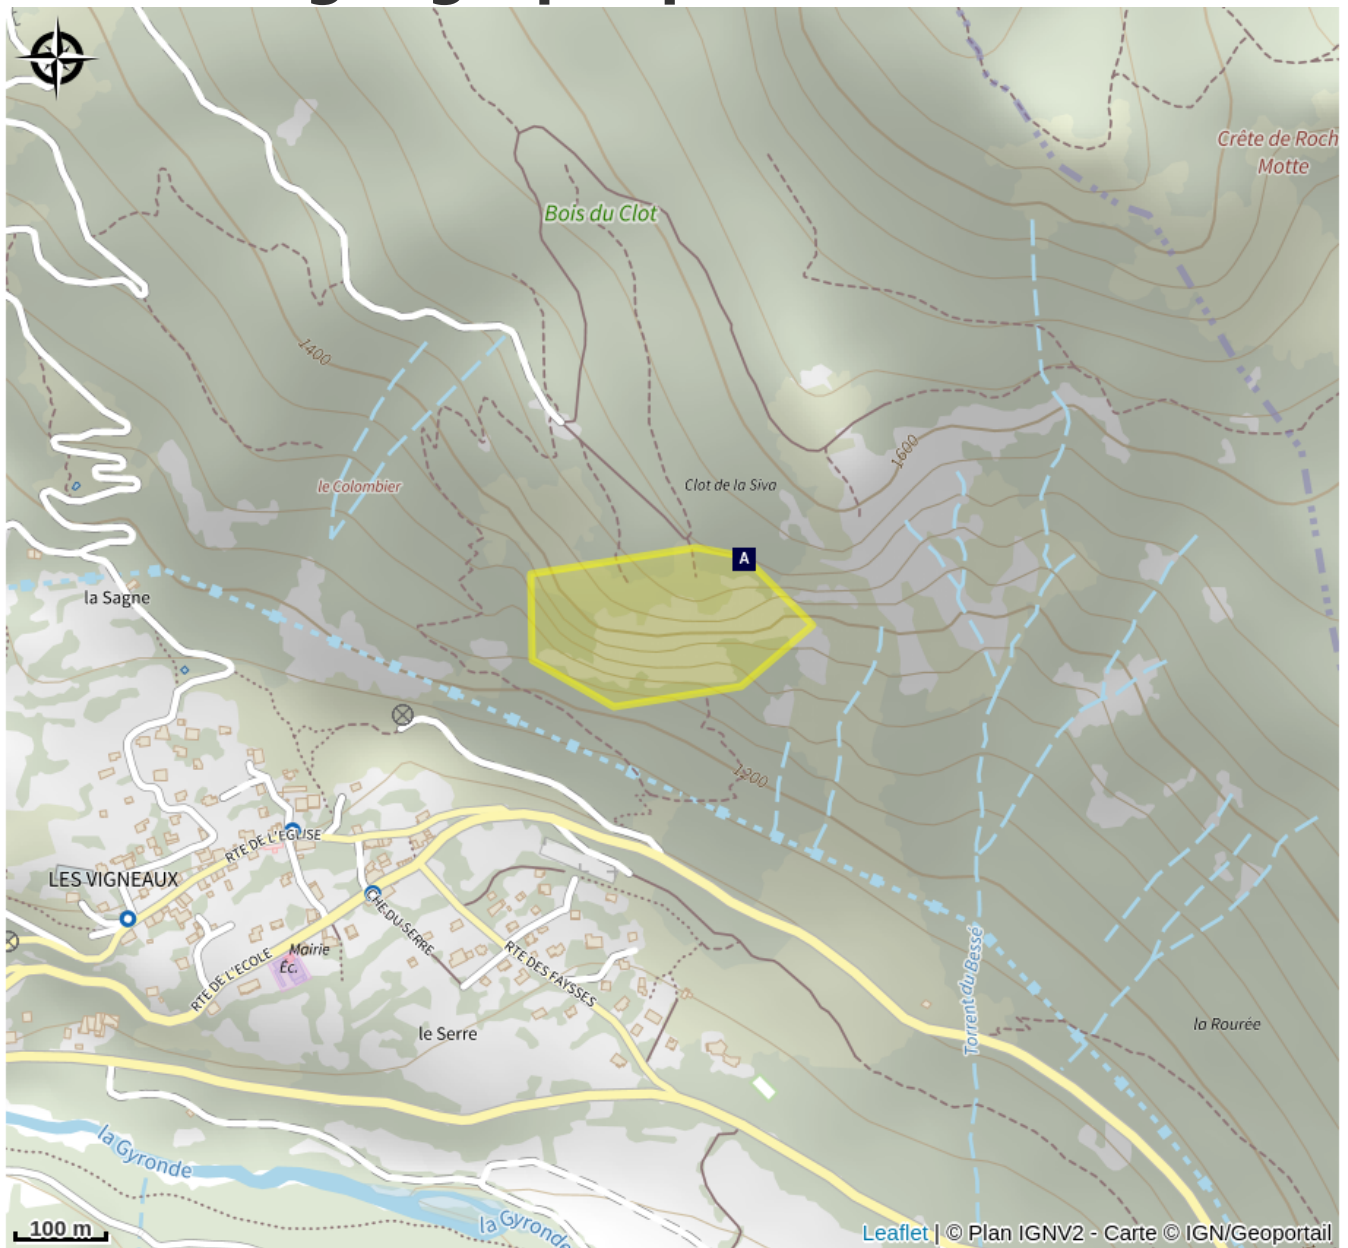 Crête de Roch
Motte
Bois du Clot
1400
1600
le Colombier
Clot de la Siva
A
la Sagne
1200
RTE DE L'EGLISE
LES VIGNEAUX
CHE DU SERRE
Mairie
Éc.
RTE DE L'ECOLE
RTE DES FAYSSES
le Serre
Torrent du Bessé
la Rourée
la Gyronde
la Gyronde
100 m
Leaflet | © Plan IGNV2 - Carte © IGN/Geoportail